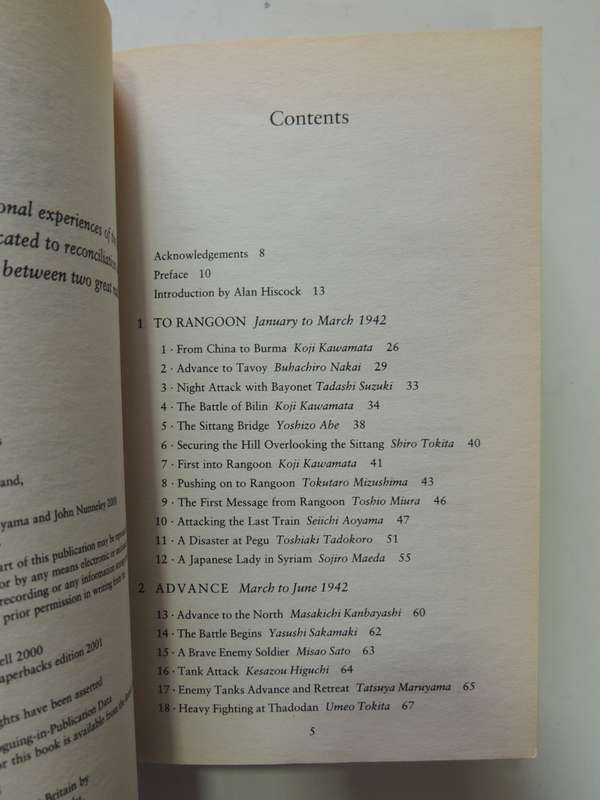 onal experiences of
cated to reconciliation
between two great
and,
yama and John Nunneley 2000
art of this publication may be
or by any means electronic or
recording or any information
prior permission in writing from
ell 2000
aperbacks edition 2001
ghts have been asserted
oguing-in-Publication Data
for this book is available from the
Britain by
Contents
Acknowledgements 8
Preface 10
Introduction by Alan Hiscock 13
1 TO RANGOON January to March 1942
1 · From China to Burma Koji Kawamata 26
2 · Advance to Tavoy Buhachiro Nakai 29
3 · Night Attack with Bayonet Tadashi Suzuki 33
4 · The Battle of Bilin Koji Kawamata 34
5 · The Sittang Bridge Yoshizo Abe 38
6 · Securing the Hill Overlooking the Sittang Shiro Tokita 40
7 · First into Rangoon Koji Kawamata 41
8 · Pushing on to Rangoon Tokutaro Mizushima 43
9 · The First Message from Rangoon Toshio Miura 46
10 · Attacking the Last Train Seiichi Aoyama 47
11 · A Disaster at Pegu Toshiaki Tadokoro 51
12 · A Japanese Lady in Syriam Sojiro Maeda 55
2 ADVANCE March to June 1942
13 · Advance to the North Masakichi Kanbayashi 60
14 · The Battle Begins Yasushi Sakamaki 62
15 · A Brave Enemy Soldier Misao Sato 63
16 · Tank Attack Kesazou Higuchi 64
17 · Enemy Tanks Advance and Retreat Tatsuya Maruyama 65
18 · Heavy Fighting at Thadodan Umeo Tokita 67
5